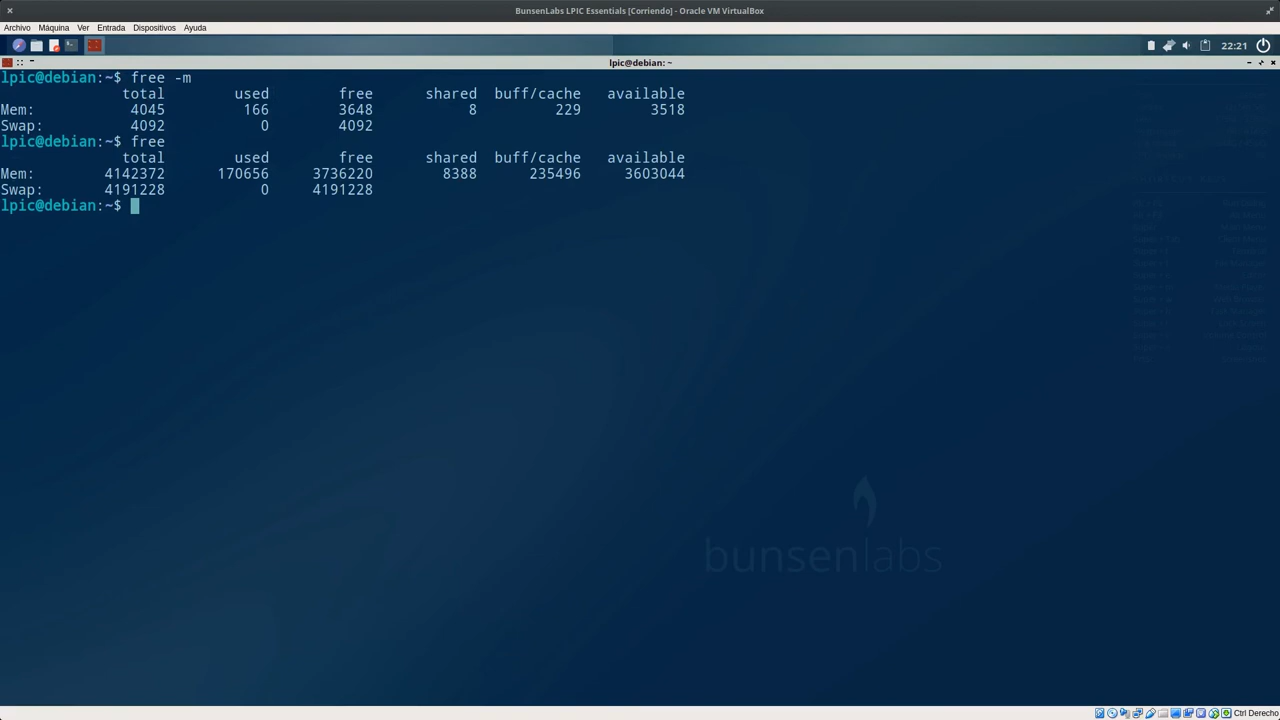 BunsenLabs LPIC Essentials [Corriendo] - Oracle VM VirtualBox
Archivo Máquina Ver Entrada Dispositivos Ayuda
22:21
lpic@debian: ~
lpic@debian:~$ free -m
total used free shared buff/cache available
Mem: 4045 166 3648 8 229 3518
Swap: 4092 0 4092
lpic@debian:~$ free
total used free shared buff/cache available
Mem: 4142372 170656 3736220 8388 235496 3603044
Swap: 4191228 0 4191228
lpic@debian:~$
bunsenlabs
Ctrl Derecho